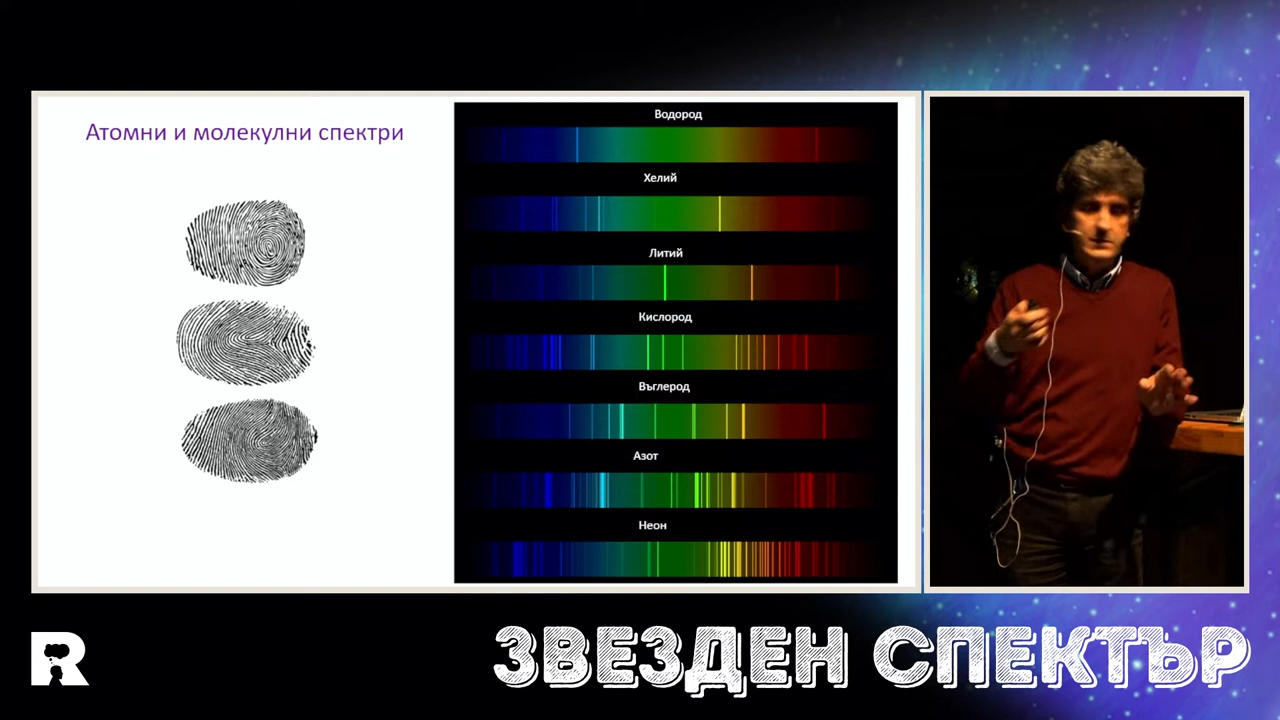 Атомни и молекулни спектри
Водород
Хелий
Литий
Кислород
Въглерод
Азот
Неон
R
ЗВЕЗДЕН СПЕКТЪР